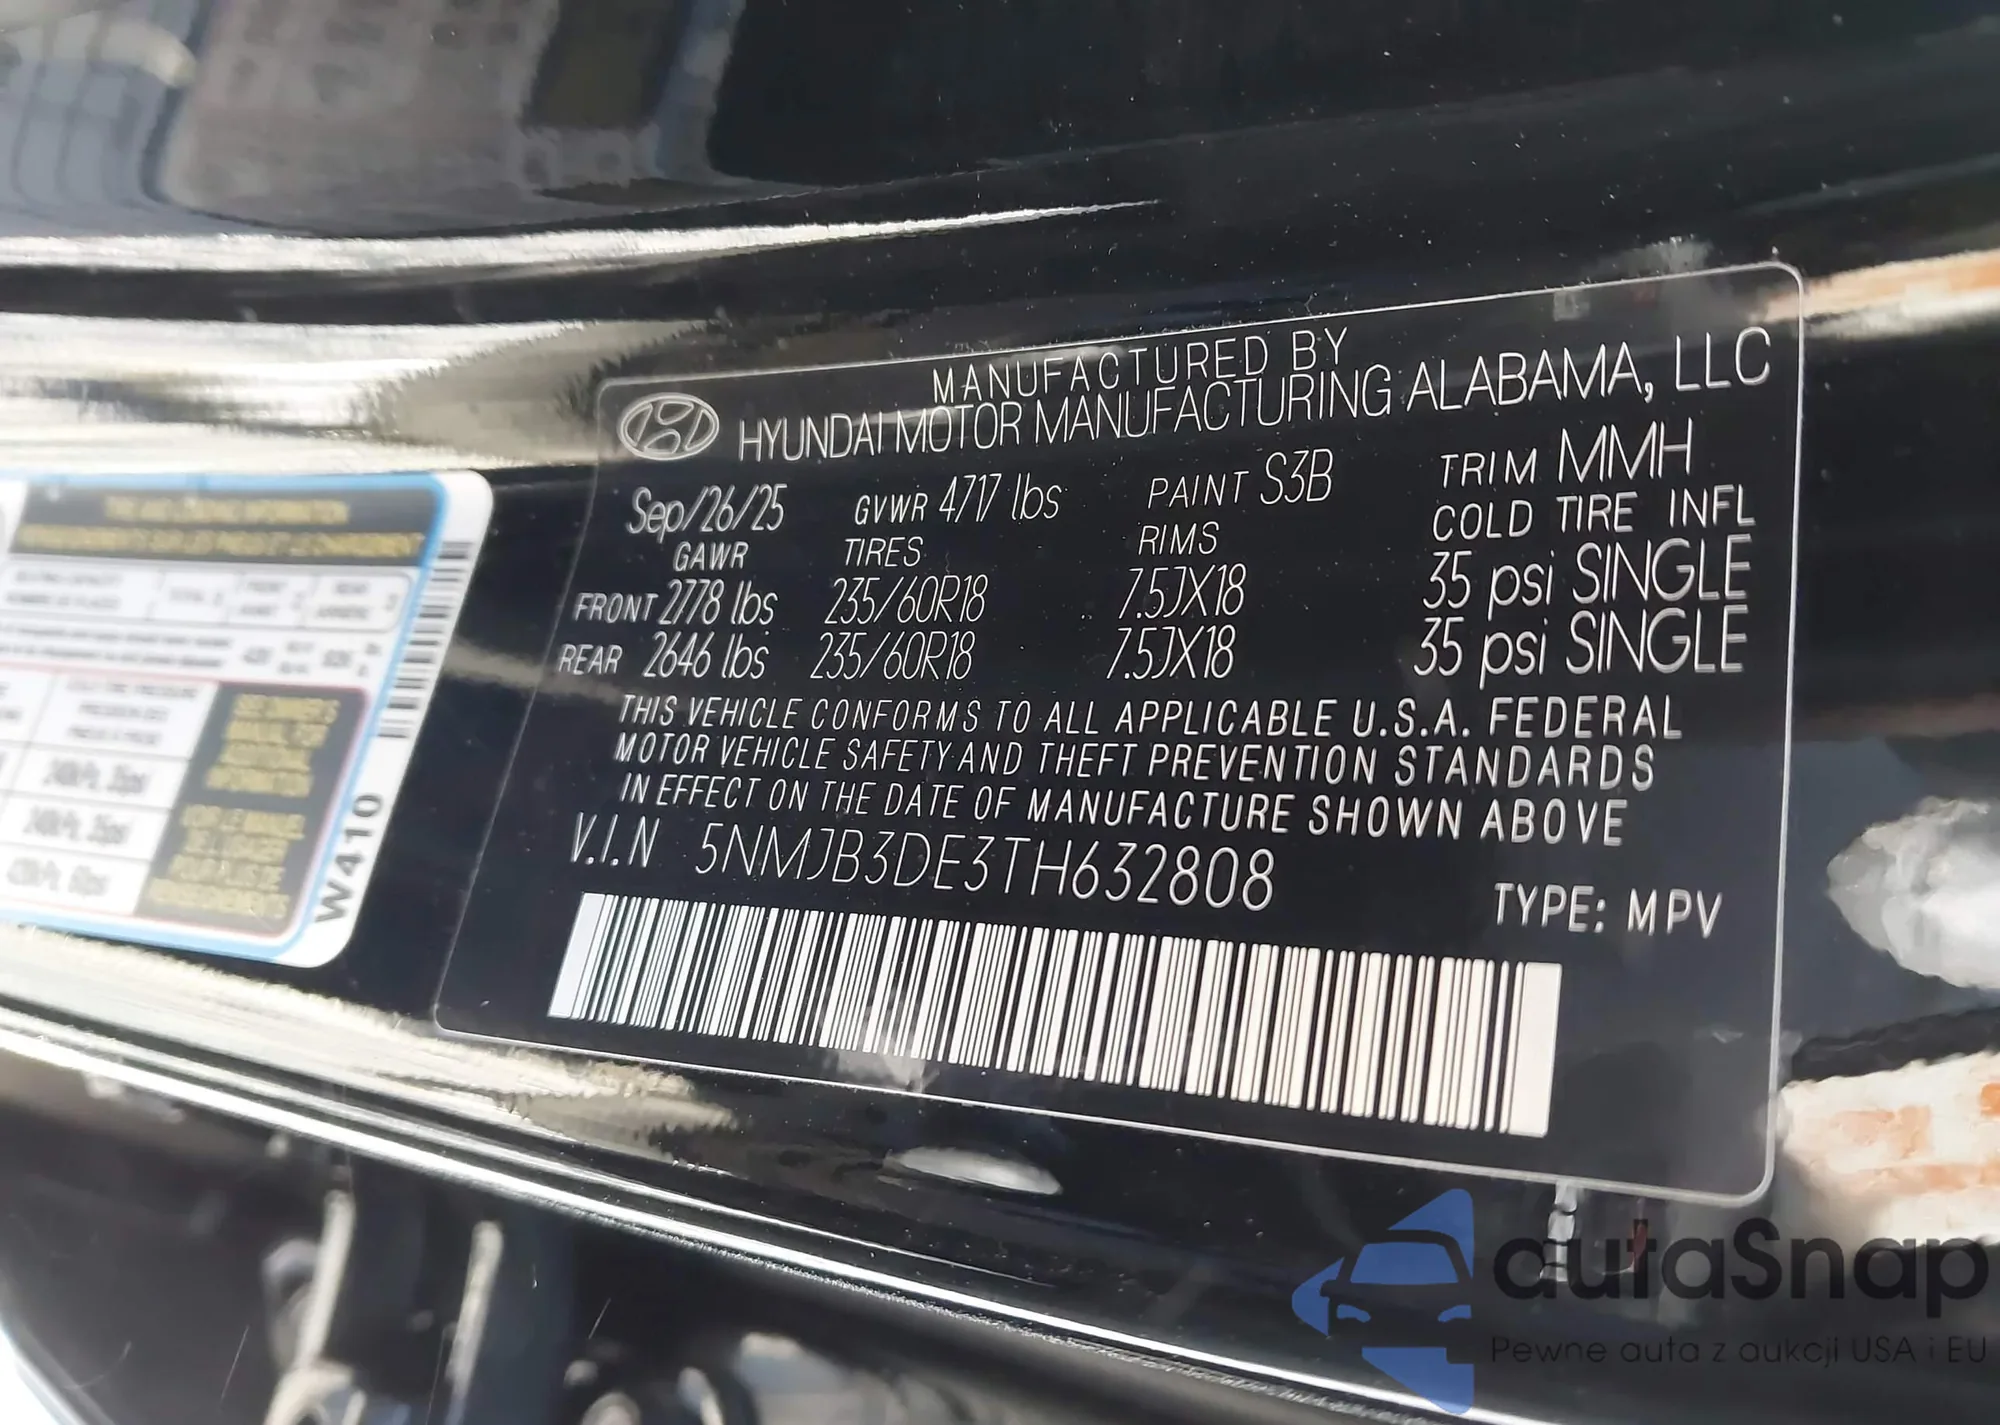 MANUFACTURED BY
HYUNDAI MOTOR MANUFACTURING ALABAMA, LLC
Sep/26/25 GVWR 4717 lbs PAINT S3B TRIM MMH
GAWR TIRES RIMS COLD TIRE INFL
FRONT 2778 lbs 235/60R18 7.5JX18 35 psi SINGLE
REAR 2646 lbs 235/60R18 7.5JX18 35 psi SINGLE
THIS VEHICLE CONFORMS TO ALL APPLICABLE U.S.A. FEDERAL
MOTOR VEHICLE SAFETY AND THEFT PREVENTION STANDARDS
IN EFFECT ON THE DATE OF MANUFACTURE SHOWN ABOVE
V.I.N 5NMJB3DE3TH632808
TYPE: MPV
W410
autaSnap
Pewne auta z aukcji USA i EU